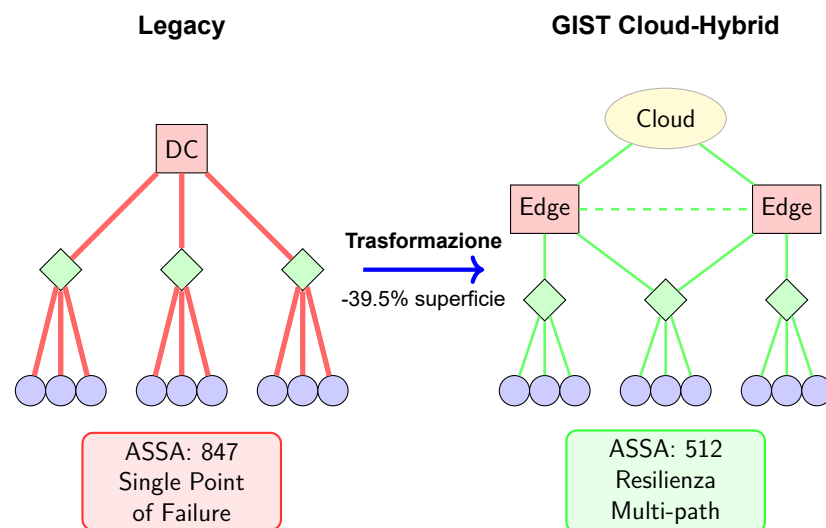 Legacy
GIST Cloud-Hybrid
DC
Cloud
Edge
Edge
Trasformazione
-39.5% superficie
ASSA: 847
Single Point
of Failure
ASSA: 512
Resilienza
Multi-path